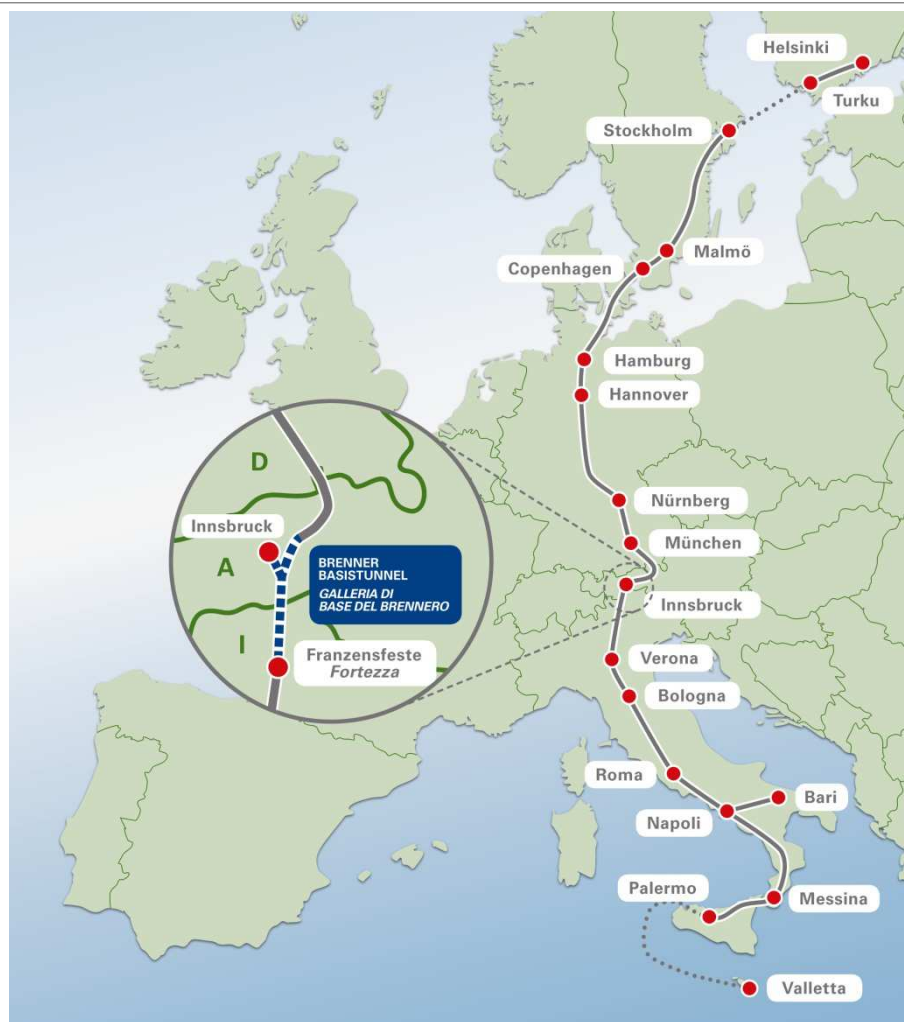 Helsinki
Turku
Stockholm
Malmö
Copenhagen
Hamburg
Hannover
Nürnberg
München
Innsbruck
Verona
Bologna
Roma
Bari
Napoli
Palermo
Messina
Valletta
D
Innsbruck
A
BRENNER
BASISTUNNEL
GALLERIA DI
BASE DEL BRENNERO
I
Franzensfeste
Fortezza